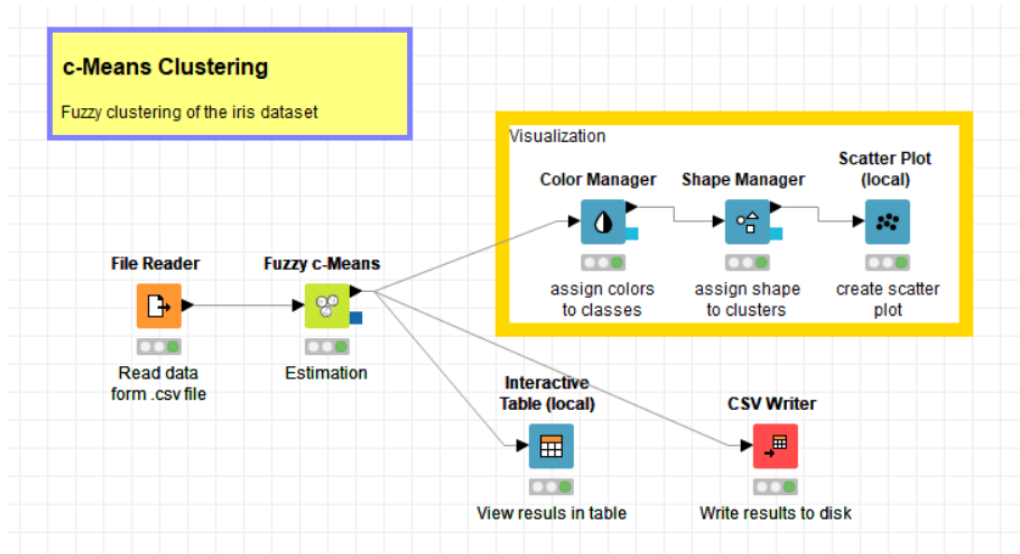 c-Means Clustering
Fuzzy clustering of the iris dataset
Visualization
Color Manager
Shape Manager
Scatter Plot
(local)
assign colors
to classes
assign shape
to clusters
create scatter
plot
File Reader
Fuzzy c-Means
Read data
form .csv file
Estimation
Interactive
Table (local)
CSV Writer
View resuls in table
Write results to disk